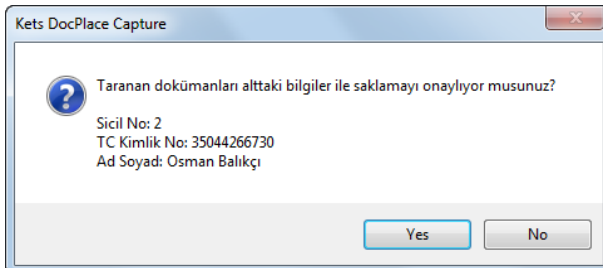 Kets DocPlace Capture
Taranan dokümanları alttaki bilgiler ile saklamayı onaylıyor musunuz?
Sicil No: 2
TC Kimlik No: 35044266730
Ad Soyad: Osman Balıkçı
Yes
No